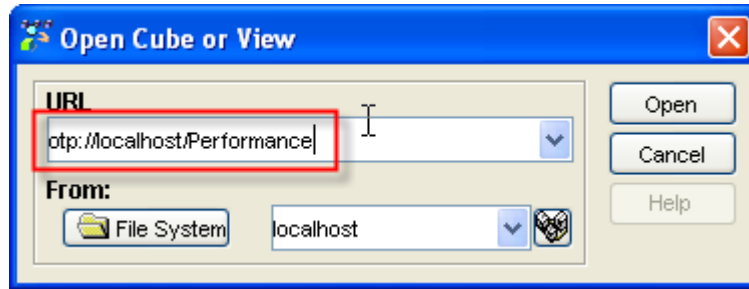 Open Cube or View
URL
otp://localhost/Performance
Open
Cancel
From:
File System
localhost
Help